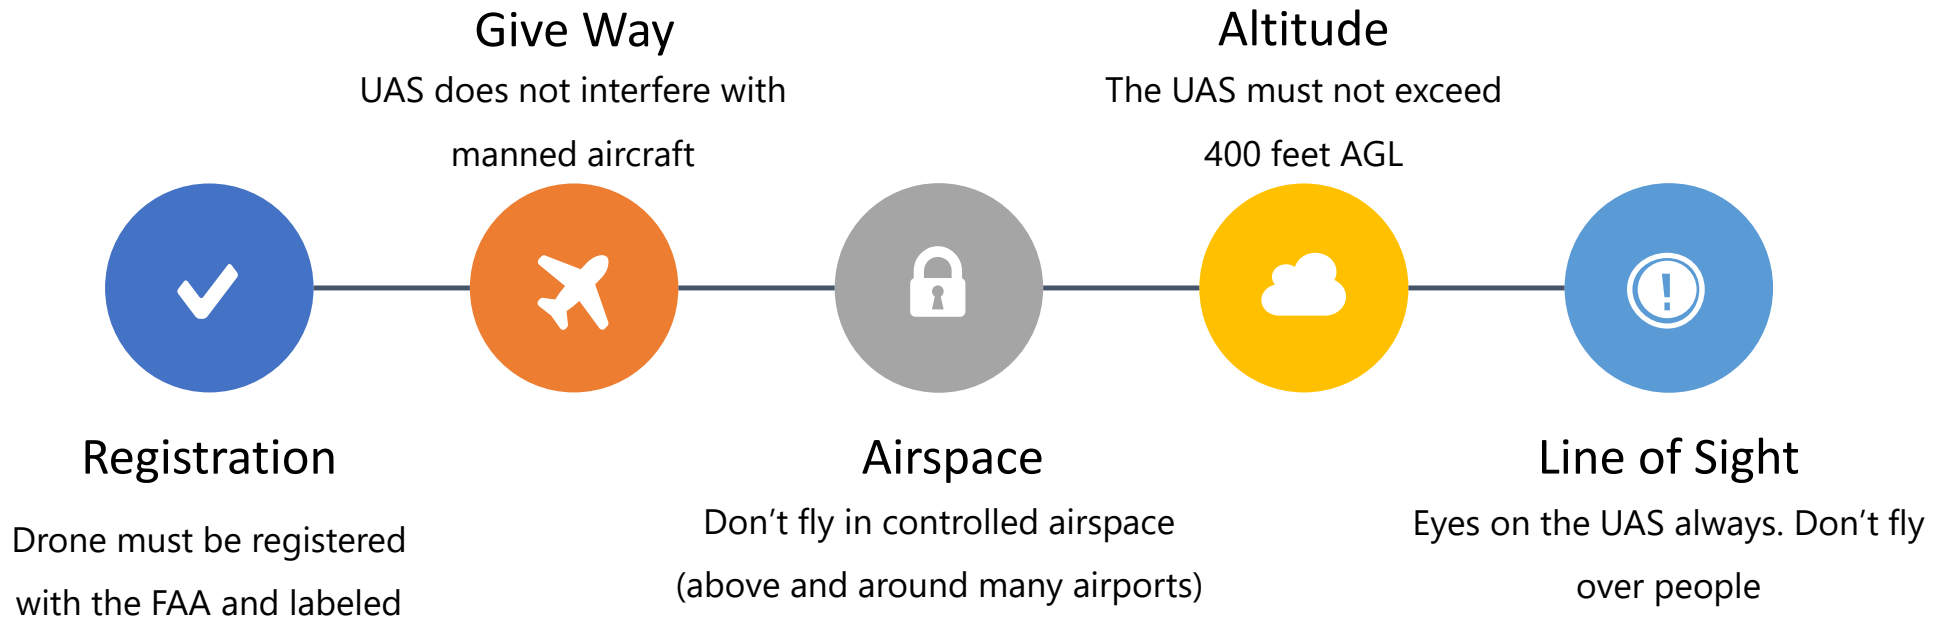 Give Way
UAS does not interfere with
manned aircraft
Altitude
The UAS must not exceed
400 feet AGL
Registration
Drone must be registered
with the FAA and labeled
Airspace
Don’t fly in controlled airspace
(above and around many airports)
Line of Sight
Eyes on the UAS always. Don’t fly
over people